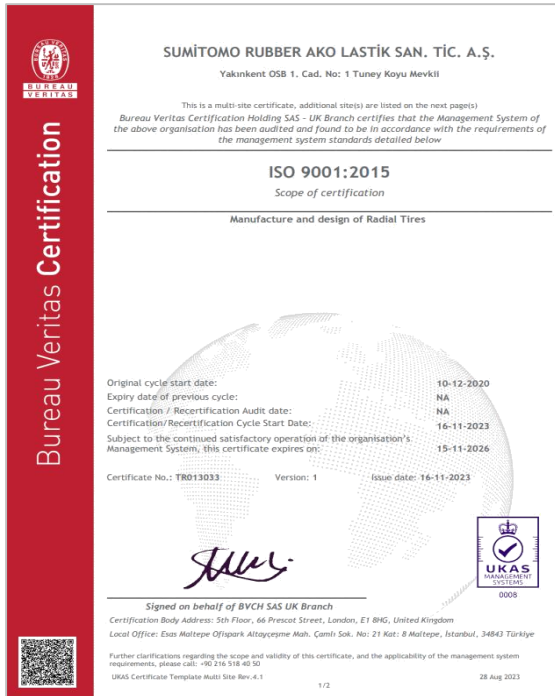 BUREAU VERITAS
1828
BUREAU
VERITAS
Bureau Veritas Certification
SUMİTOMO RUBBER AKO LASTİK SAN. TİC. A.Ş.
Yakınkent OSB 1. Cad. No: 1 Tuney Koyu Mevkii
This is a multi-site certificate, additional site(s) are listed on the next page(s)
Bureau Veritas Certification Holding SAS – UK Branch certifies that the Management System of
the above organisation has been audited and found to be in accordance with the requirements of
the management system standards detailed below
ISO 9001:2015
Scope of certification
Manufacture and design of Radial Tires
Original cycle start date: 10-12-2020
Expiry date of previous cycle: NA
Certification / Recertification Audit date: NA
Certification/Recertification Cycle Start Date: 16-11-2023
Subject to the continued satisfactory operation of the organisation's
Management System, this certificate expires on: 15-11-2026
Certificate No.: TR013033 Version: 1 Issue date: 16-11-2023
UKAS
MANAGEMENT
SYSTEMS
0008
Signed on behalf of BVCH SAS UK Branch
Certification Body Address: 5th Floor, 66 Prescot Street, London, E1 8HG, United Kingdom
Local Office: Esas Maltepe Ofispark Altayçeşme Mah. Çamlı Sok. No: 21 Kat: 8 Maltepe, İstanbul, 34843 Türkiye
Further clarifications regarding the scope and validity of this certificate, and the applicability of the management system
requirements, please call: +90 216 518 40 50
UKAS Certificate Template Multi Site Rev.4.1 28 Aug 2023
1/2